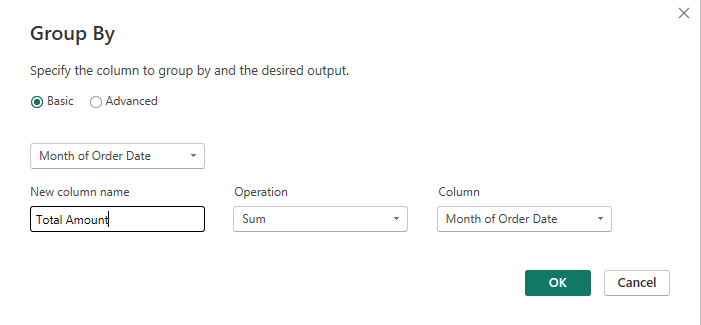 Group By
Specify the column to group by and the desired output.
Basic Advanced
Month of Order Date
New column name Operation Column
Total Amount Sum Month of Order Date
OK Cancel